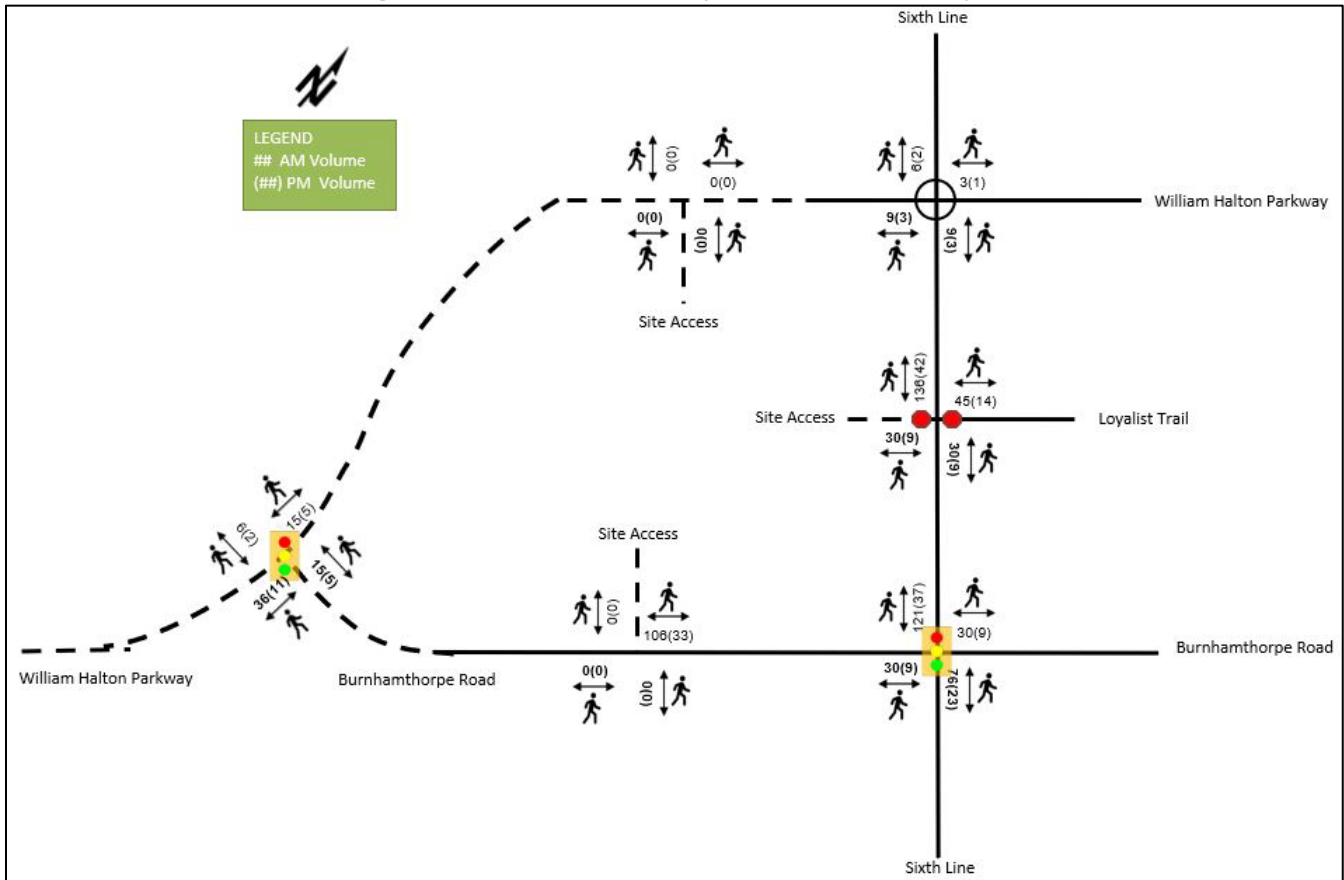 Sixth Line
LEGEND
## AM Volume
(##) PM Volume
0(0)
0(0)
6(2)
3(1)
William Halton Parkway
0(0)
0(0)
9(3)
9(3)
Site Access
136(42)
45(14)
Site Access
Loyalist Trail
30(9)
30(9)
15(5)
6(2)
15(5)
36(11)
Site Access
0(0)
106(33)
121(37)
30(9)
Burnhamthorpe Road
William Halton Parkway
Burnhamthorpe Road
0(0)
0(0)
30(9)
76(23)
Sixth Line